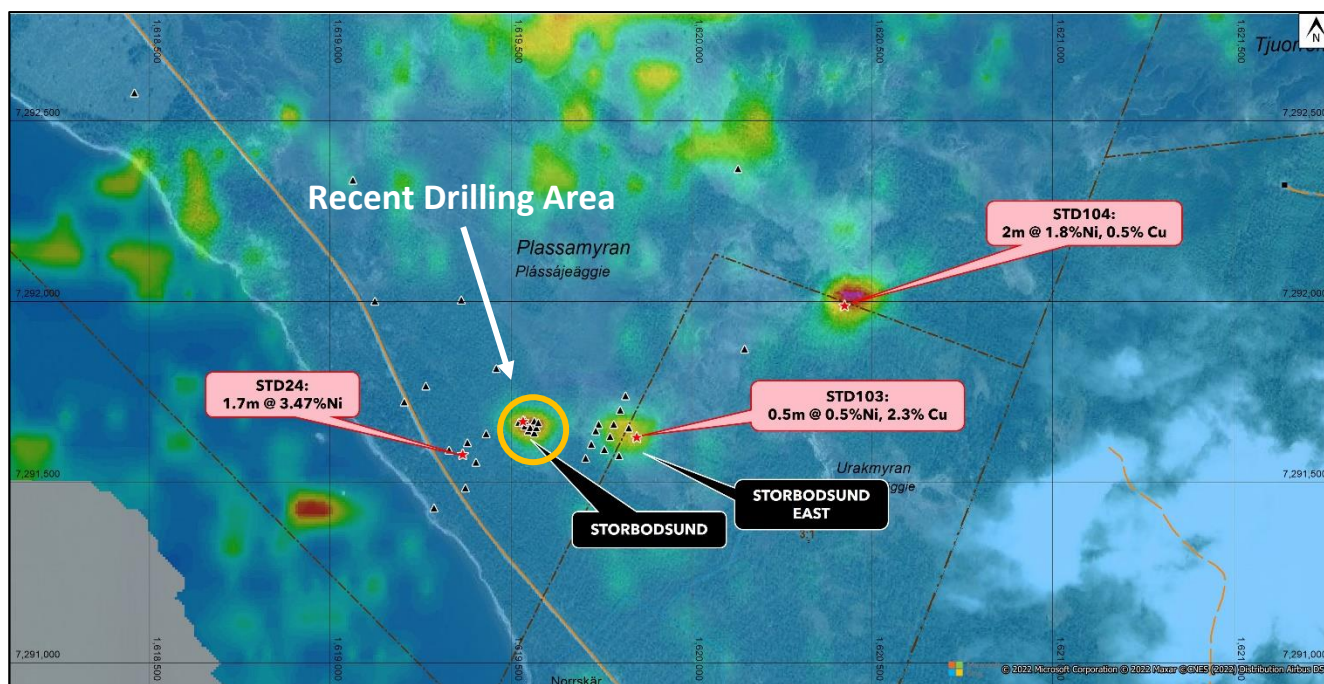 N
1,618,500
1,619,000
1,619,500
1,620,000
1,620,500
1,621,000
1,621,500
7,292,500
7,292,500
Recent Drilling Area
STD104:
2m @ 1.8%Ni, 0.5% Cu
Plassamyran
Plåssåjeäggie
7,292,000
7,292,000
STD24:
1.7m @ 3.47%Ni
STD103:
0.5m @ 0.5%Ni, 2.3% Cu
Urakmyran
7,291,500
7,291,500
STORBODSUND
EAST
STORBODSUND
7,291,000
7,291,000
1,618,500
1,619,000
1,619,500
1,620,000
1,620,500
1,621,000
Norrskär
© 2022 Microsoft Corporation © 2022 Maxar ©CNES (2022) Distribution Airbus DS